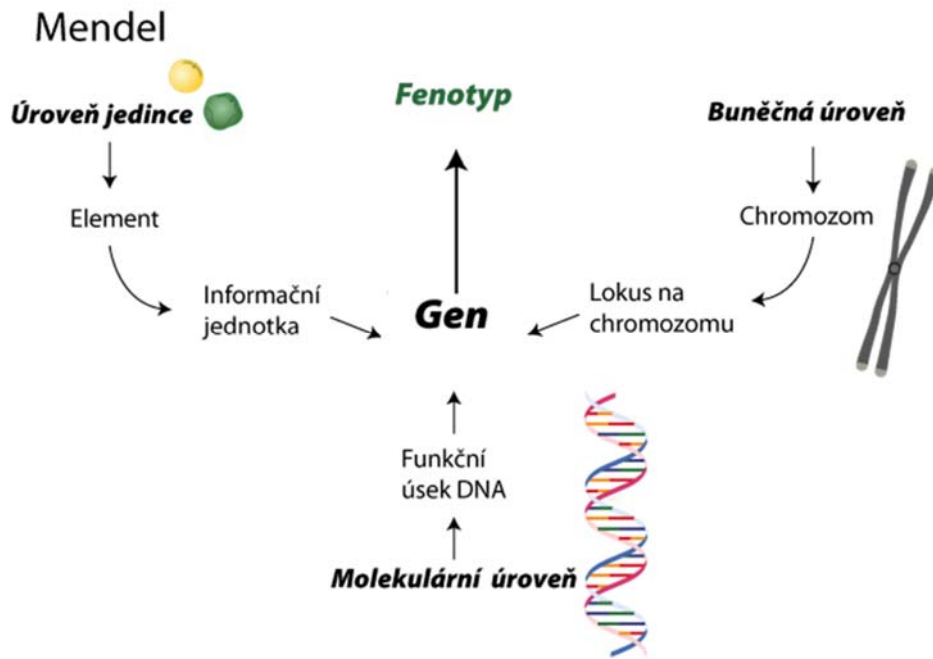 Mendel
Úroveň jedince
Element
Informační
jednotka
Fenotyp
Gen
Buněčná úroveň
Chromozom
Lokus na
chromozomu
Funkční
úsek DNA
Molekulární úroveň